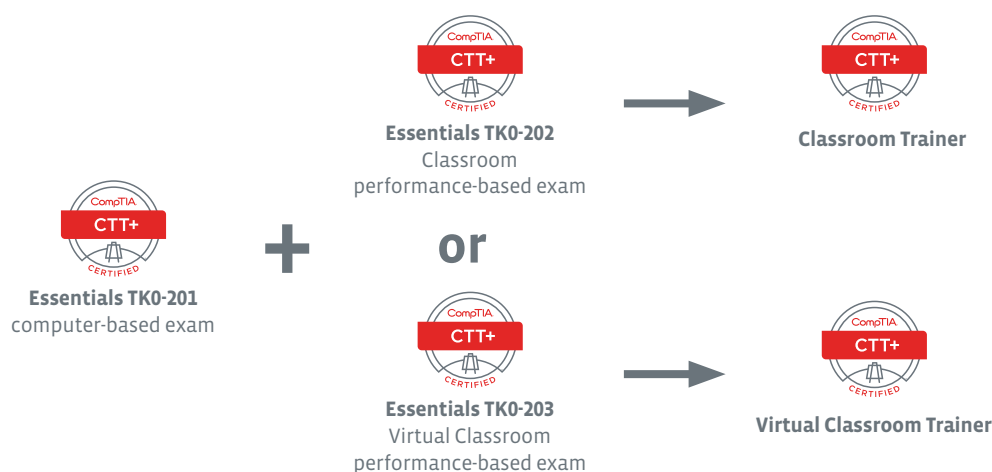 CompTIA
CTT+
CERTIFIED
Essentials TK0-201
computer-based exam
+
CompTIA
CTT+
CERTIFIED
Essentials TK0-202
Classroom
performance-based exam
or
CompTIA
CTT+
CERTIFIED
Essentials TK0-203
Virtual Classroom
performance-based exam
CompTIA
CTT+
CERTIFIED
Classroom Trainer
CompTIA
CTT+
CERTIFIED
Virtual Classroom Trainer